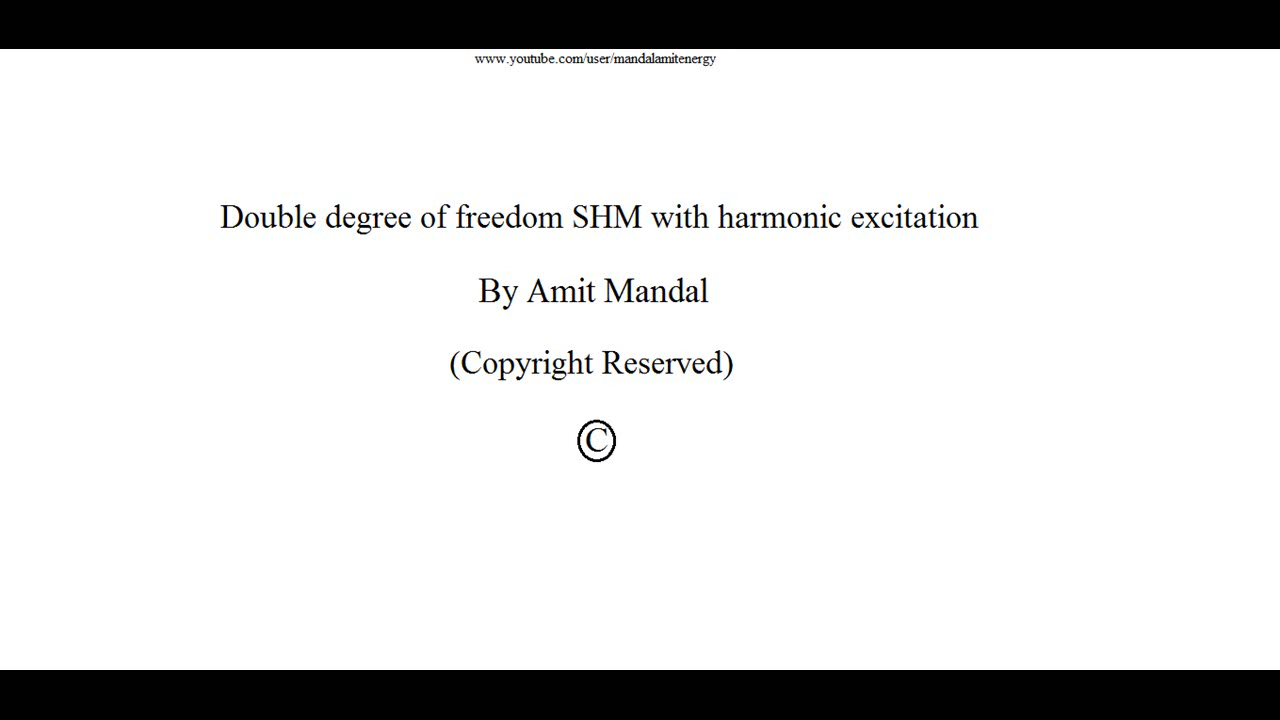 www.youtube.com/user/mandalamitenergy
Double degree of freedom SHM with harmonic excitation
By Amit Mandal
(Copyright Reserved)
©